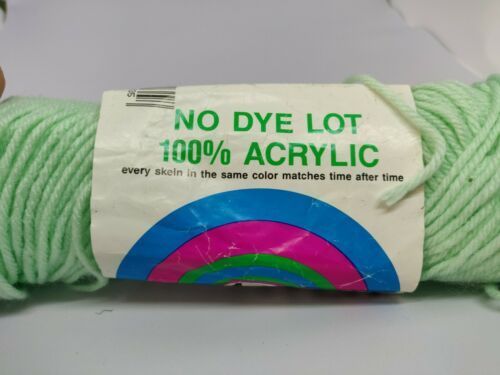 NO DYE LOT
100% ACRYLIC
every skein in the same color matches time after time